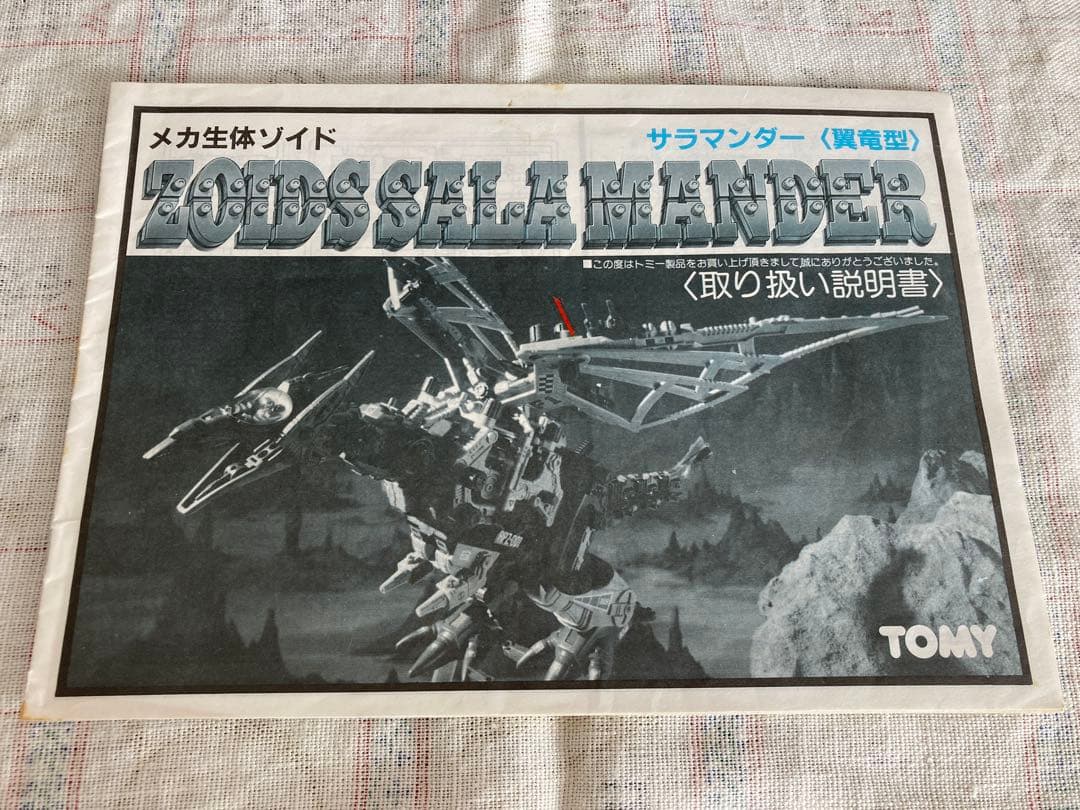 メカ生体ゾイド
サラマンダー〈翼竜型〉
ZOIDS SALAMANDER
■この度はトミー製品をお買い上げ頂きまして誠にありがとうございました。
〈取り扱い説明書〉
TOMY